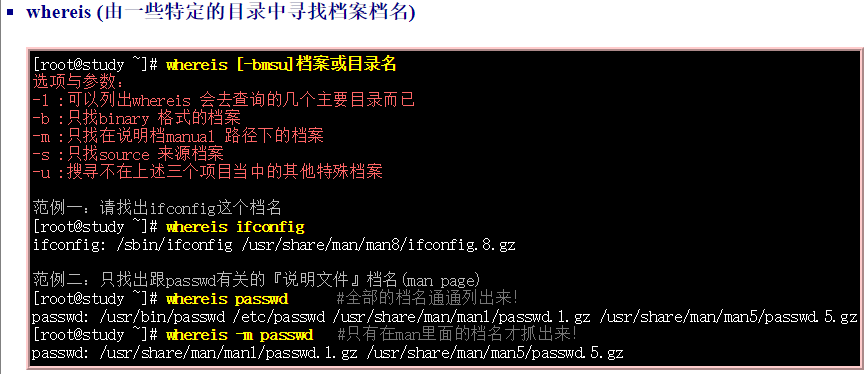 whereis (由一些特定的目录中寻找档案档名)
[root@study ~]# whereis [-bmsu]档案或目录名
选项与参数：
-l :可以列出whereis 会去查询的几个主要目录而已
-b :只找binary 格式的档案
-m :只找在说明档manual 路径下的档案
-s :只找source 来源档案
-u :搜寻不在上述三个项目当中的其他特殊档案
范例一：请找出ifconfig这个档名
[root@study ~]# whereis ifconfig
ifconfig: /sbin/ifconfig /usr/share/man/man8/ifconfig.8.gz
范例二：只找出跟passwd有关的『说明文件』档名(man page)
[root@study ~]# whereis passwd #全部的档名通通列出来！
passwd: /usr/bin/passwd /etc/passwd /usr/share/man/man1/passwd.1.gz /usr/share/man/man5/passwd.5.gz
[root@study ~]# whereis -m passwd #只有在man里面的档名才抓出来！
passwd: /usr/share/man/man1/passwd.1.gz /usr/share/man/man5/passwd.5.gz